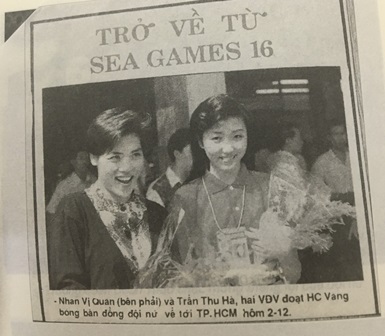 TRỞ VỀ TỪ
SEA GAMES 16
- Nhan Vị Quân (bên phải) và Trần Thu Hà, hai VĐV đoạt HC Vàng
bóng bàn đồng đội nữ về tới TP.HCM hôm 2-12.